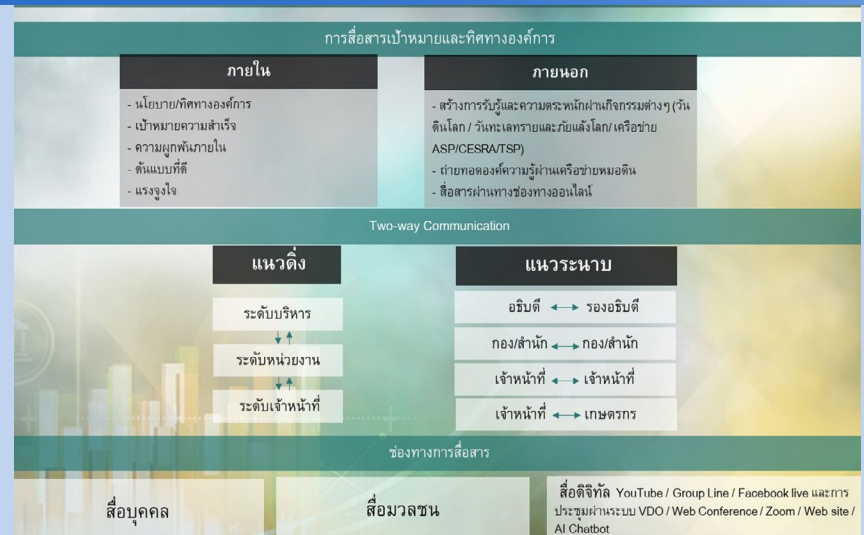 การสื่อสารเป้าหมายและทิศทางองค์การ
ภายใน
- นโยบาย/ทิศทางองค์การ
- เป้าหมายความสำเร็จ
- ความผูกพันภายใน
- ต้นแบบที่ดี
- แรงจูงใจ
ภายนอก
- สร้างการรับรู้และความตระหนักผ่านกิจกรรมต่างๆ (วัน
ดินโลก / วันทะเลทรายและภัยแล้งโลก/ เครือข่าย
ASP/CESRA/TSP)
- ถ่ายทอดองค์ความรู้ผ่านเครือข่ายหมอดิน
- สื่อสารผ่านทางช่องทางออนไลน์
Two-way Communication
แนวดิ่ง
ระดับบริหาร
ระดับหน่วยงาน
ระดับเจ้าหน้าที่
แนวระนาบ
อธิบดี ⟷ รองอธิบดี
กอง/สำนัก ⟷ กอง/สำนัก
เจ้าหน้าที่ ⟷ เจ้าหน้าที่
เจ้าหน้าที่ ⟷ เกษตรกร
ช่องทางการสื่อสาร
สื่อบุคคล
สื่อมวลชน
สื่อดิจิทัล YouTube / Group Line / Facebook live และการ
ประชุมผ่านระบบ VDO / Web Conference / Zoom / Web site /
AI Chatbot